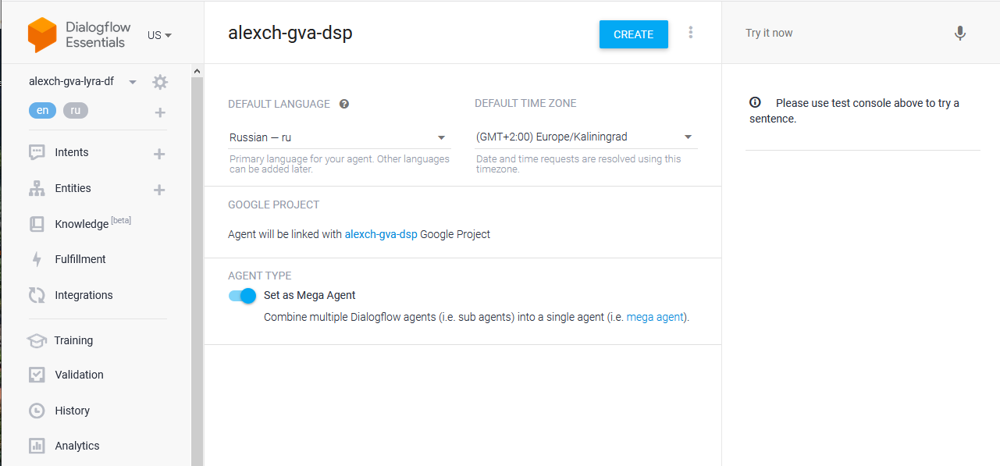 Dialogflow
Essentials
US
alexch-gva-dsp
CREATE
Try it now
alexch-gva-lyra-df
en
ru
Intents
Entities
Knowledge [beta]
Fulfillment
Integrations
Training
Validation
History
Analytics
DEFAULT LANGUAGE
DEFAULT TIME ZONE
Russian — ru
(GMT+2:00) Europe/Kaliningrad
Primary language for your agent. Other languages
can be added later.
Date and time requests are resolved using this
timezone.
GOOGLE PROJECT
Agent will be linked with alexch-gva-dsp Google Project
AGENT TYPE
Set as Mega Agent
Combine multiple Dialogflow agents (i.e. sub agents) into a single agent (i.e. mega agent).
Please use test console above to try a
sentence.